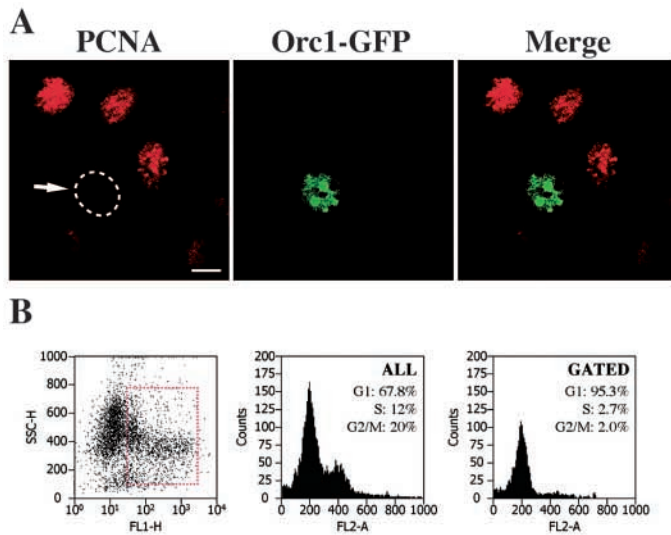 A
PCNA Orc1-GFP Merge
B
1000
800
600
400
200
0
SSC-H
10⁰ 10¹ 10² 10³ 10⁴
FL1-H
200
175
150
125
100
75
50
25
0
Counts
ALL
G1: 67.8%
S: 12%
G2/M: 20%
0 200 400 600 800 1000
FL2-A
200
175
150
125
100
75
50
25
0
Counts
GATED
G1: 95.3%
S: 2.7%
G2/M: 2.0%
0 200 400 600 800 1000
FL2-A